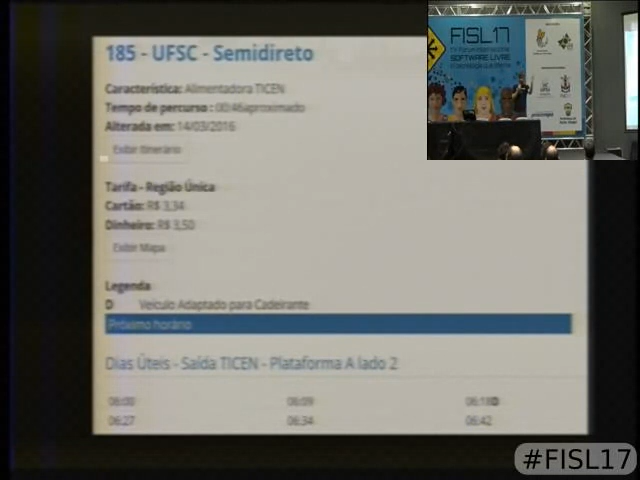 185 - UFSC - Semidireto
Característica: Alimentadora TICEN
Tempo de percurso : 00:46aproximado
Alterada em: 14/03/2016
Exibir Itinerário
Tarifa - Região Única
Cartão: R$ 3,34
Dinheiro: R$ 3,50
Exibir Mapa
Legenda
D Veículo Adaptado para Cadeirante
Próximo horário
Dias Úteis - Saída TICEN - Plataforma A lado 2
06:00 06:09 06:18D
06:27 06:34 06:42
FISL17
SOFTWARE LIVRE
#FISL17